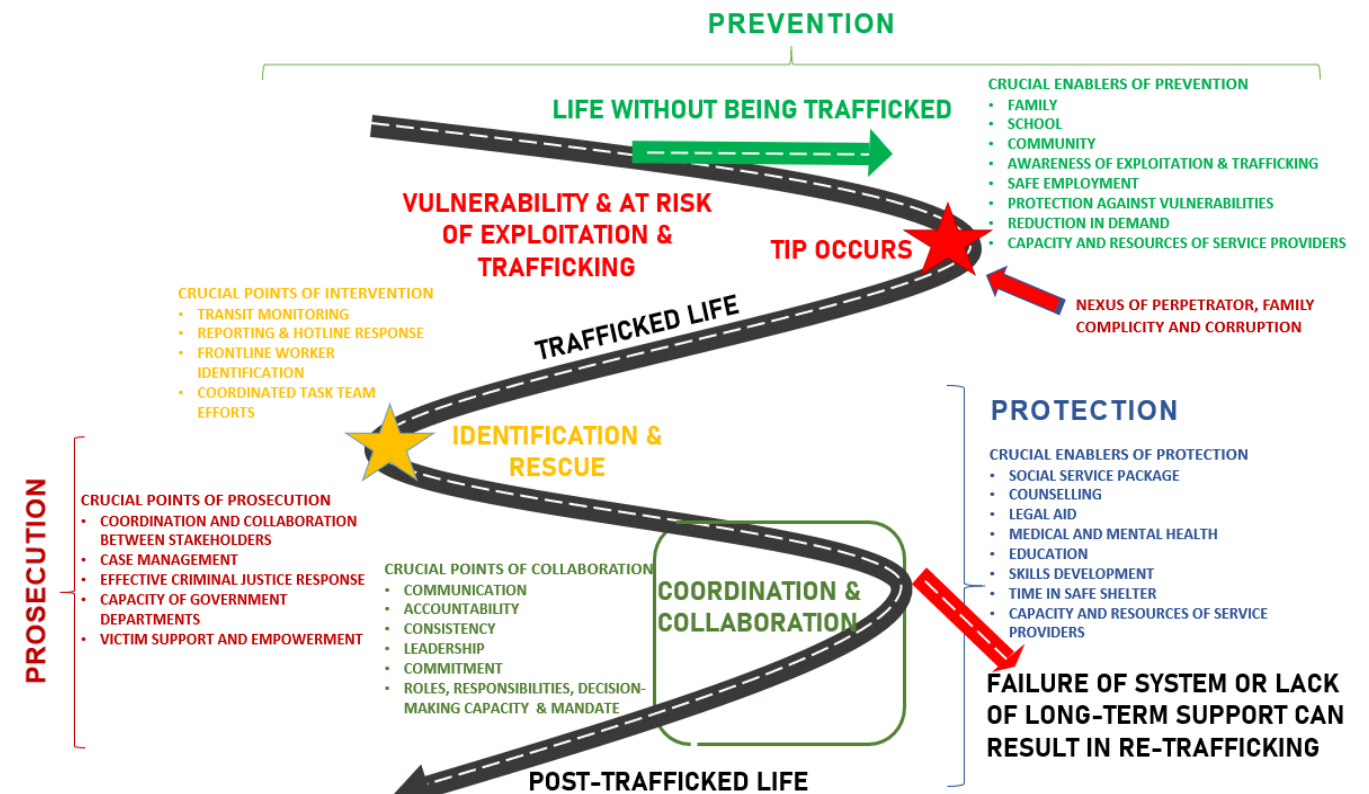 PREVENTION
LIFE WITHOUT BEING TRAFFICKED
CRUCIAL ENABLERS OF PREVENTION
• FAMILY
• SCHOOL
• COMMUNITY
• AWARENESS OF EXPLOITATION & TRAFFICKING
• SAFE EMPLOYMENT
• PROTECTION AGAINST VULNERABILITIES
• REDUCTION IN DEMAND
• CAPACITY AND RESOURCES OF SERVICE PROVIDERS
VULNERABILITY & AT RISK
OF EXPLOITATION &
TRAFFICKING
TIP OCCURS
NEXUS OF PERPETRATOR, FAMILY
COMPLICITY AND CORRUPTION
TRAFFICKED LIFE
CRUCIAL POINTS OF INTERVENTION
• TRANSIT MONITORING
• REPORTING & HOTLINE RESPONSE
• FRONTLINE WORKER
IDENTIFICATION
• COORDINATED TASK TEAM
EFFORTS
IDENTIFICATION &
RESCUE
PROTECTION
CRUCIAL ENABLERS OF PROTECTION
• SOCIAL SERVICE PACKAGE
• COUNSELLING
• LEGAL AID
• MEDICAL AND MENTAL HEALTH
• EDUCATION
• SKILLS DEVELOPMENT
• TIME IN SAFE SHELTER
• CAPACITY AND RESOURCES OF SERVICE
PROVIDERS
PROSECUTION
CRUCIAL POINTS OF PROSECUTION
• COORDINATION AND COLLABORATION
BETWEEN STAKEHOLDERS
• CASE MANAGEMENT
• EFFECTIVE CRIMINAL JUSTICE RESPONSE
• CAPACITY OF GOVERNMENT
DEPARTMENTS
• VICTIM SUPPORT AND EMPOWERMENT
CRUCIAL POINTS OF COLLABORATION
• COMMUNICATION
• ACCOUNTABILITY
• CONSISTENCY
• LEADERSHIP
• COMMITMENT
• ROLES, RESPONSIBILITIES, DECISION-
MAKING CAPACITY & MANDATE
COORDINATION &
COLLABORATION
FAILURE OF SYSTEM OR LACK
OF LONG-TERM SUPPORT CAN
RESULT IN RE-TRAFFICKING
POST-TRAFFICKED LIFE